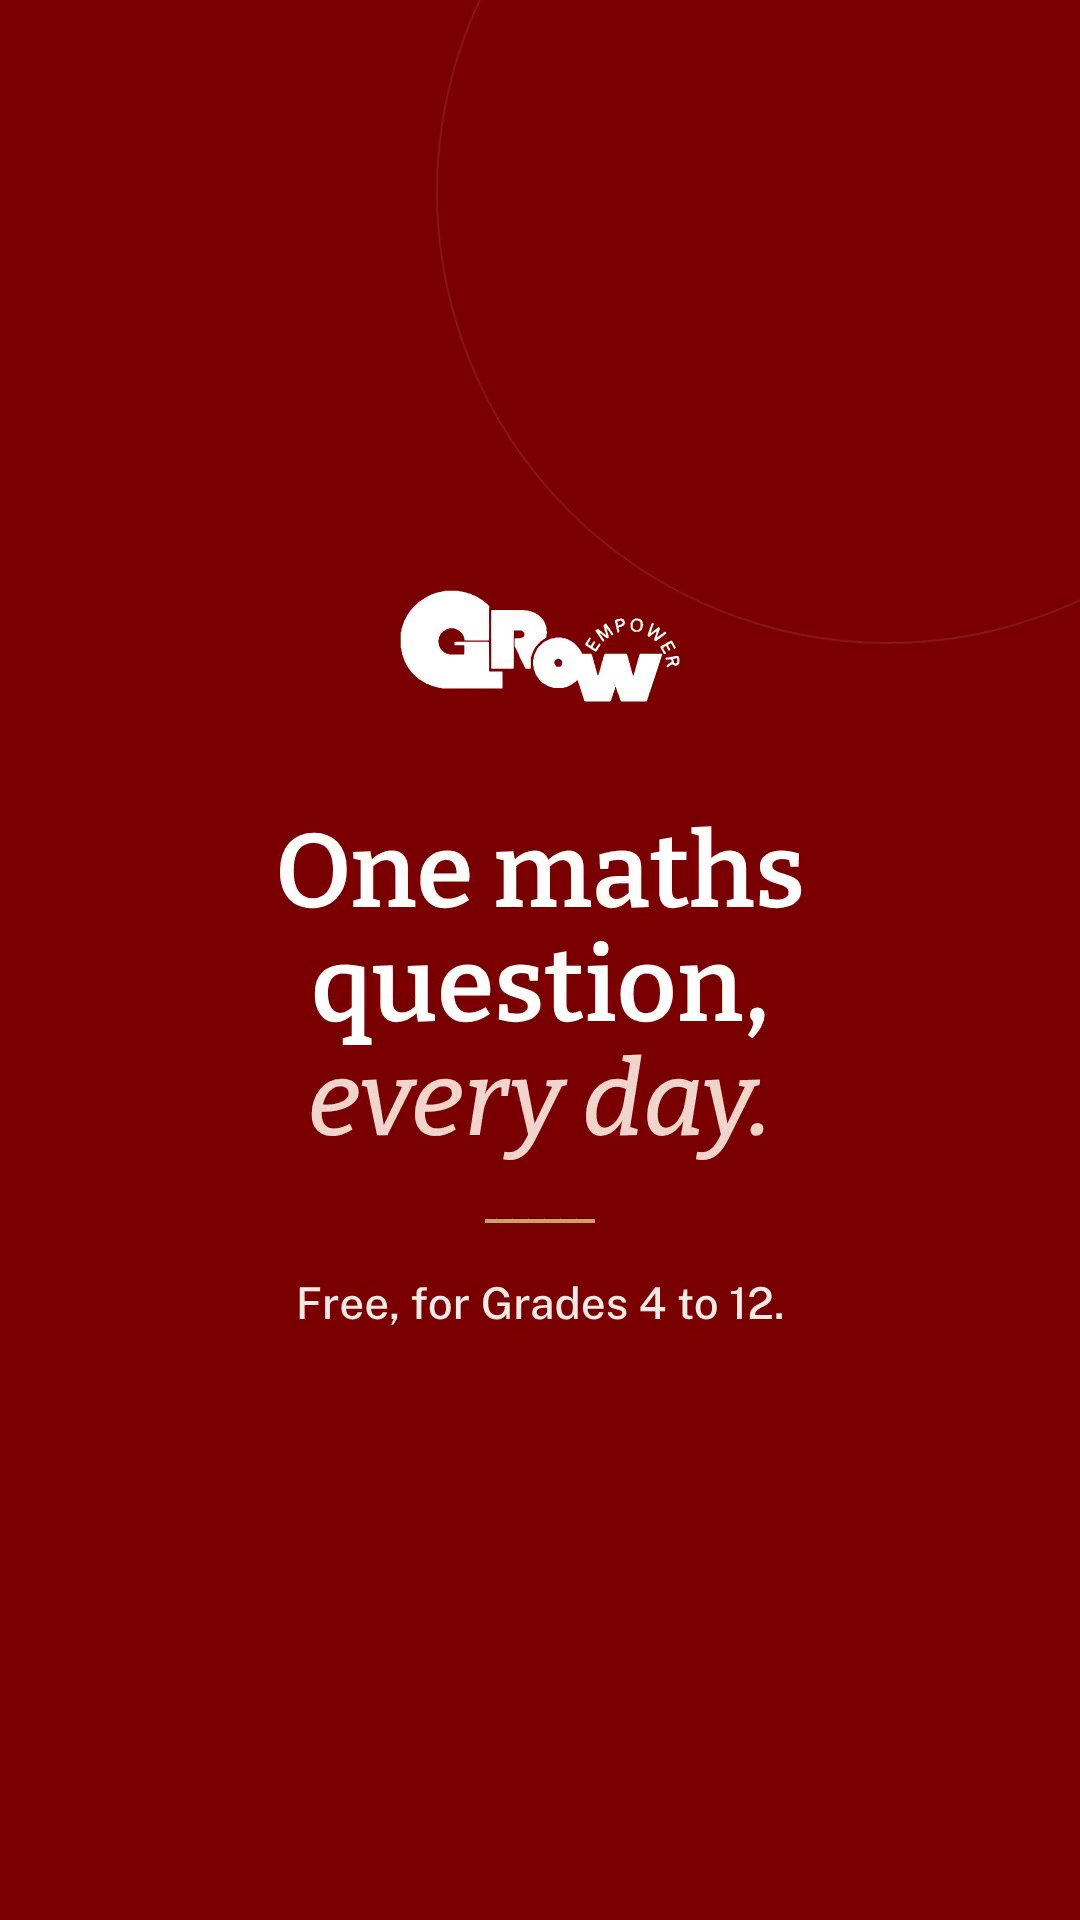 GROW EMPOWER
One maths
question,
every day.
Free, for Grades 4 to 12.